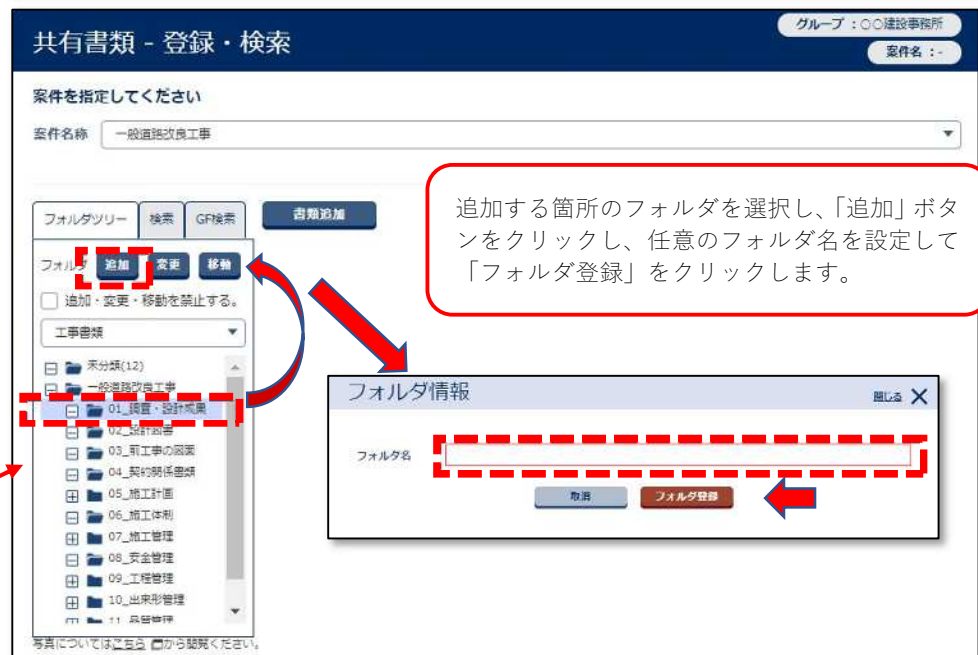 共有書類 - 登録・検索
グループ：〇〇建設事務所
案件名：-
案件を指定してください
案件名称 一般道路改良工事
フォルダツリー 検索 GF検索 書類追加
追加する箇所のフォルダを選択し、「追加」ボタ
ンをクリックし、任意のフォルダ名を設定して
「フォルダ登録」をクリックします。
フォルダ 追加 変更 移動
追加・変更・移動を禁止する。
工事書類
未分類(12)
一般道路改良工事
01_調査・設計成果
02_設計図書
03_前工事の図面
04_契約関係書類
05_施工計画
06_施工体制
07_施工管理
08_安全管理
09_工程管理
10_出来形管理
11_品質管理
写真についてはこちらから閲覧ください。
フォルダ情報
閉じる
フォルダ名
取消 フォルダ登録